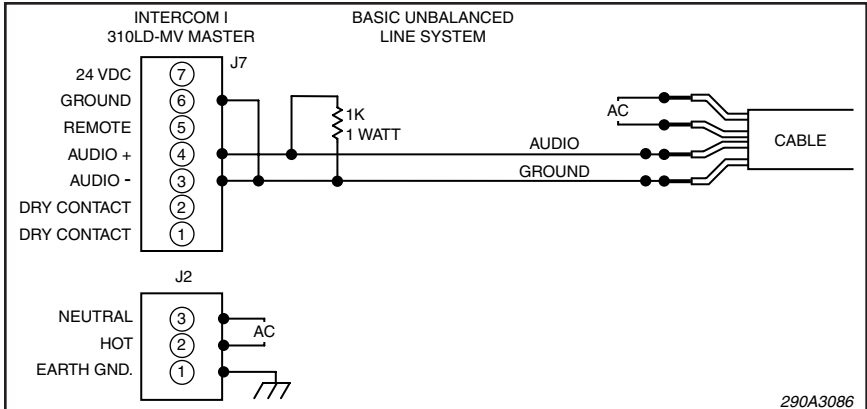 INTERCOM I
310LD-MV MASTER
BASIC UNBALANCED
LINE SYSTEM
J7
24 VDC 7
GROUND 6
REMOTE 5
AUDIO + 4
AUDIO - 3
DRY CONTACT 2
DRY CONTACT 1
1K
1 WATT
AUDIO
GROUND
AC
CABLE
J2
NEUTRAL 3
HOT 2
EARTH GND. 1
AC
290A3086